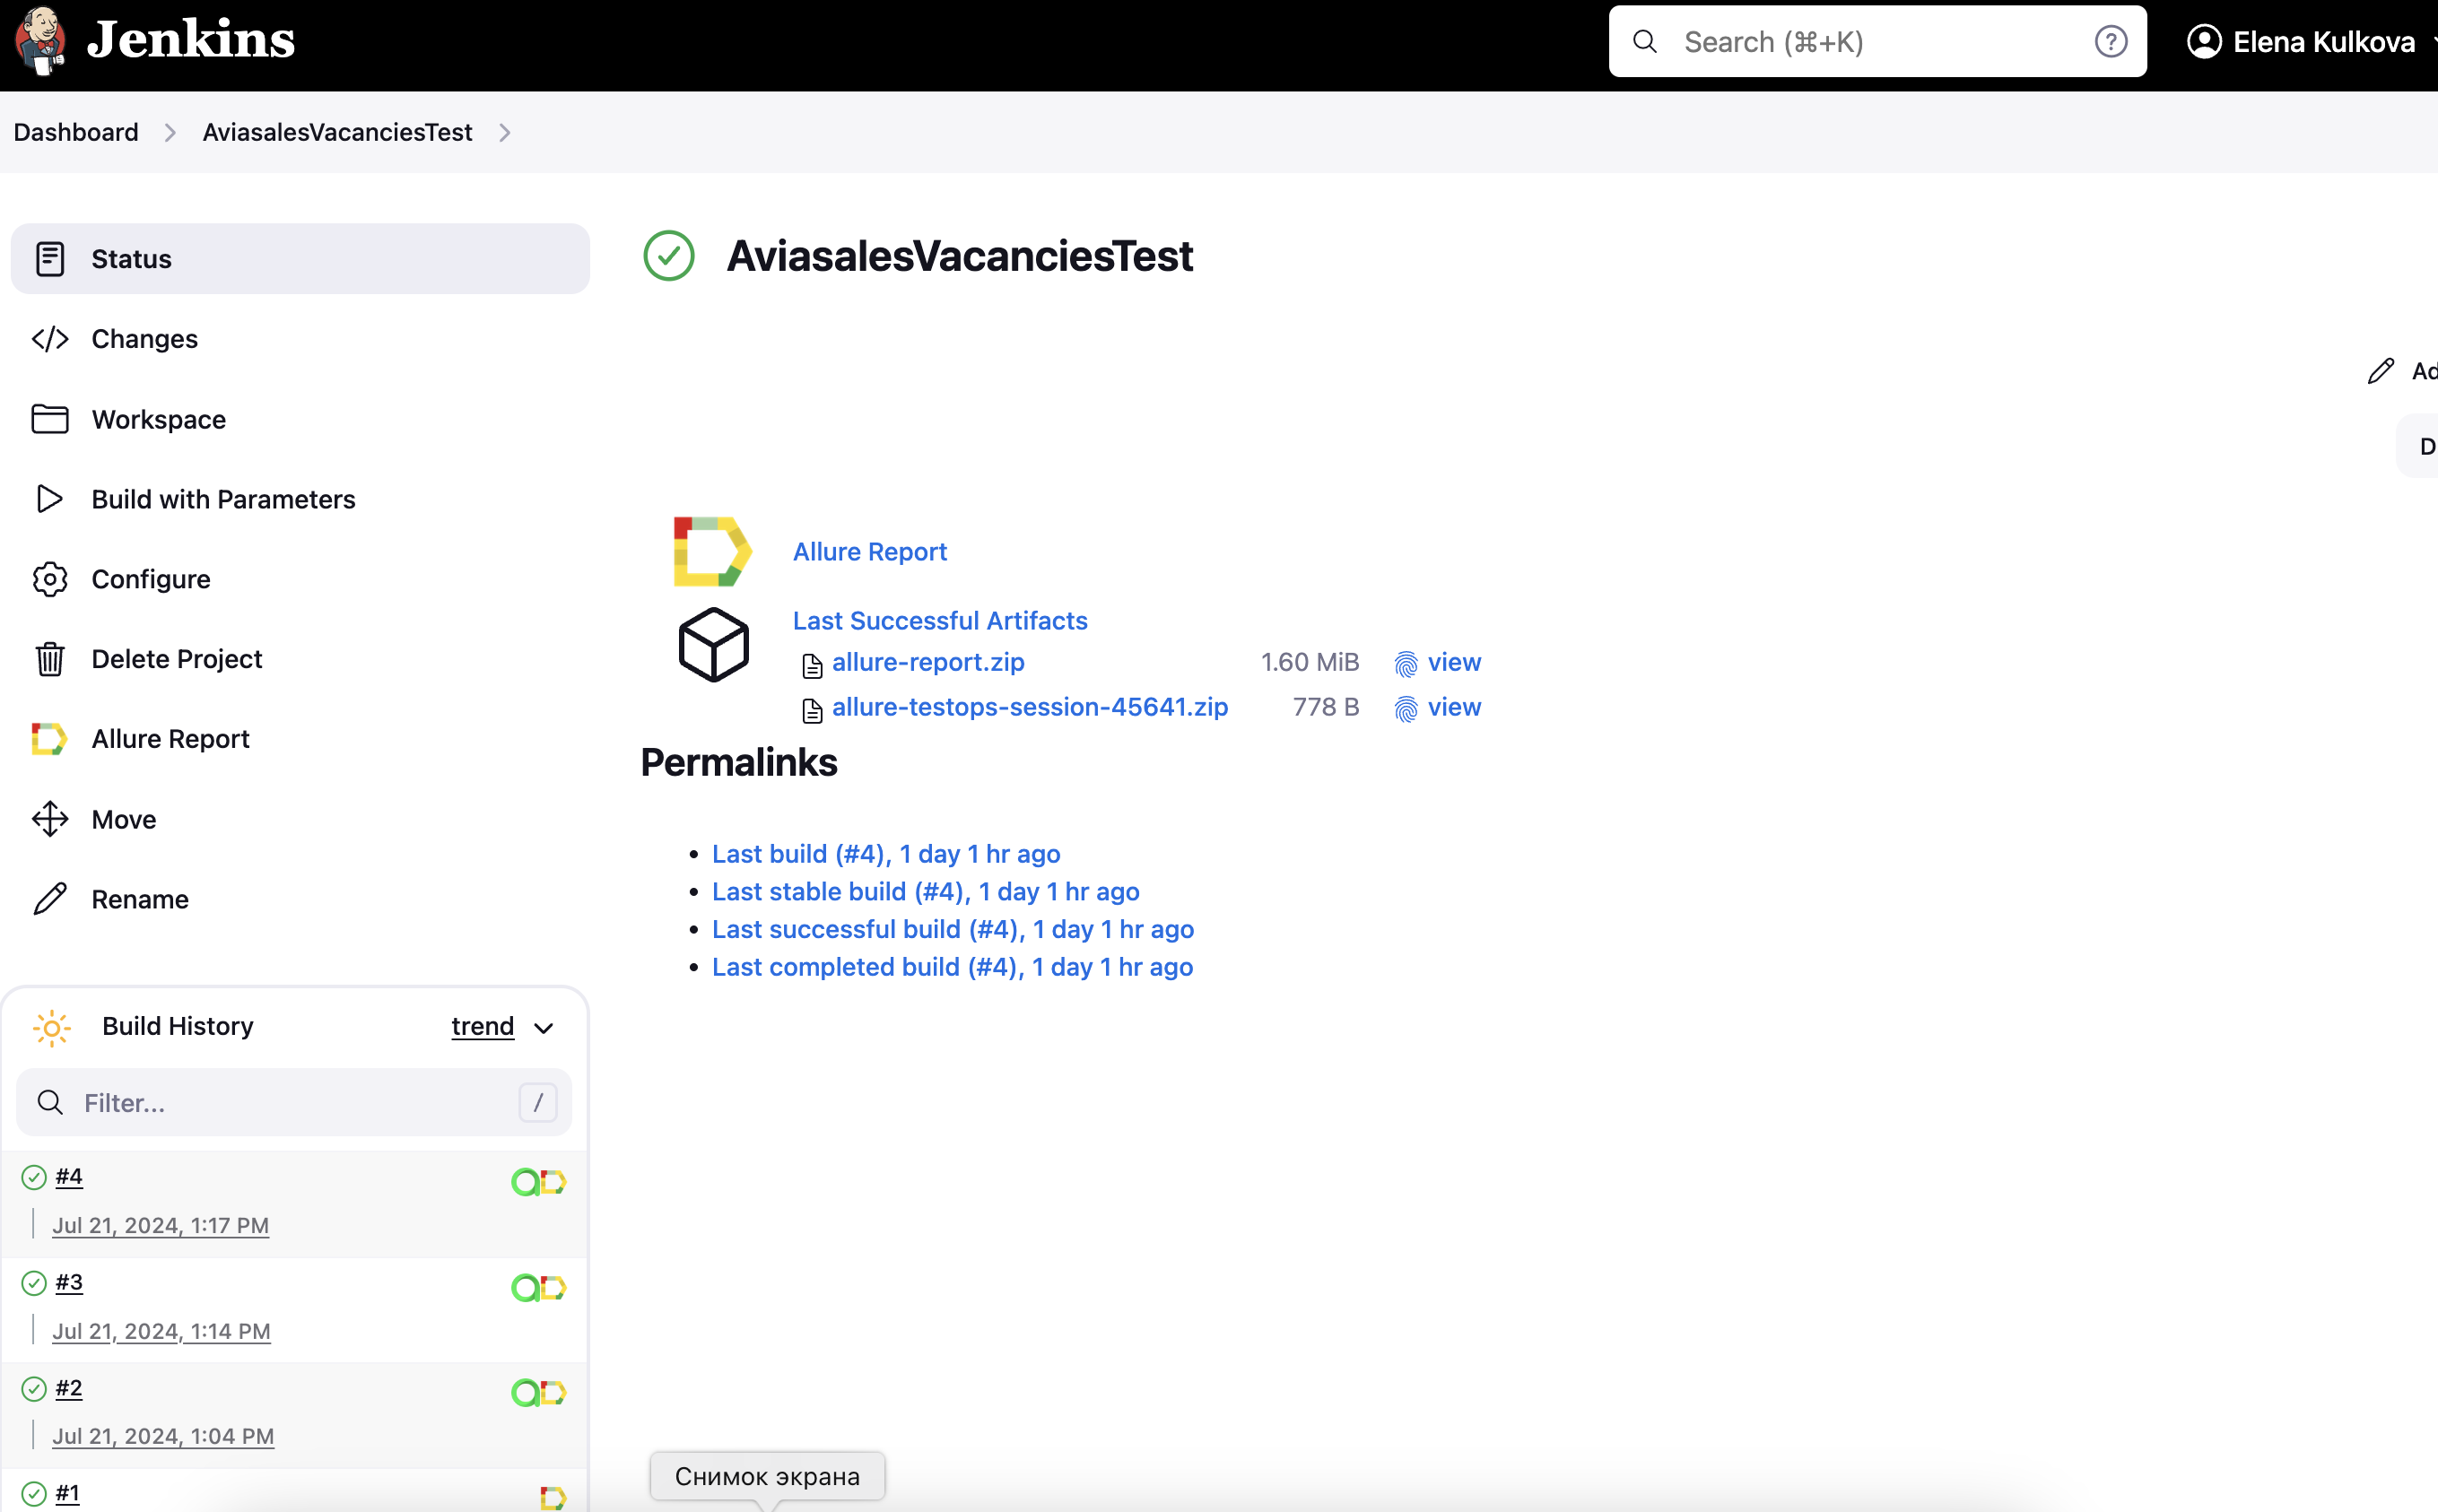 Jenkins
Search (⌘+K)
Elena Kulkova
Dashboard
AviasalesVacanciesTest
Status
Changes
Workspace
Build with Parameters
Configure
Delete Project
Allure Report
Move
Rename
AviasalesVacanciesTest
Ad
D
Allure Report
Last Successful Artifacts
allure-report.zip 1.60 MiB view
allure-testops-session-45641.zip 778 B view
Permalinks
Last build (#4), 1 day 1 hr ago
Last stable build (#4), 1 day 1 hr ago
Last successful build (#4), 1 day 1 hr ago
Last completed build (#4), 1 day 1 hr ago
Build History trend
Filter... /
#4
Jul 21, 2024, 1:17 PM
#3
Jul 21, 2024, 1:14 PM
#2
Jul 21, 2024, 1:04 PM
#1
Снимок экрана